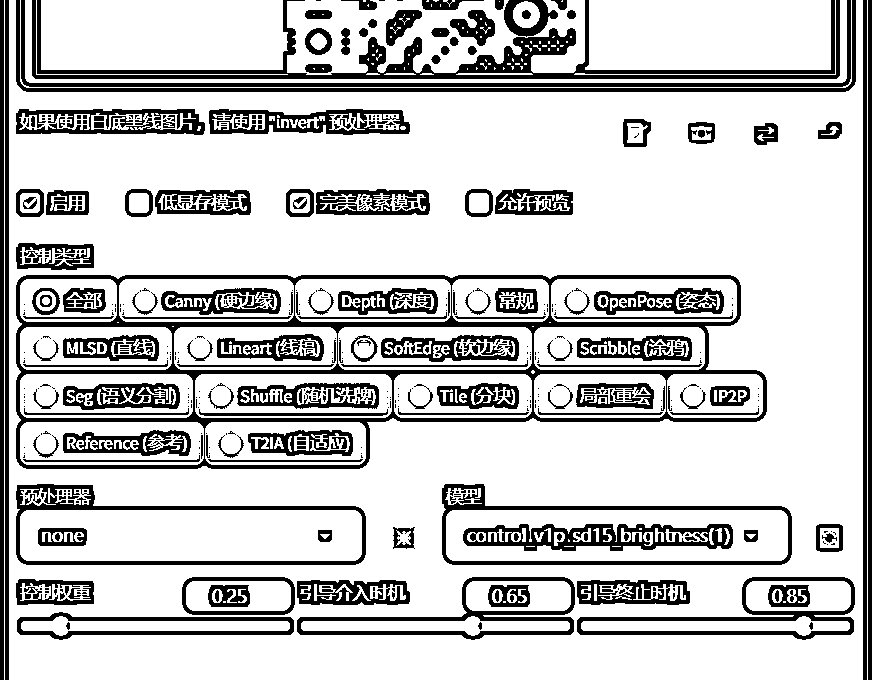 如果使用白底黑线图片，请使用 "invert" 预处理器。
启用 低显存模式 完美像素模式 允许预览
控制类型
全部 Canny (硬边缘) Depth (深度) 常规 OpenPose (姿态)
MLSD (直线) Lineart (线稿) SoftEdge (软边缘) Scribble (涂鸦)
Seg (语义分割) Shuffle (随机洗牌) Tile (分块) 局部重绘 IP2P
Reference (参考) T2IA (自适应)
预处理器 模型
none control_v1p_sd15_brightness(1)
控制权重 0.25 引导介入时机 0.65 引导终止时机 0.85